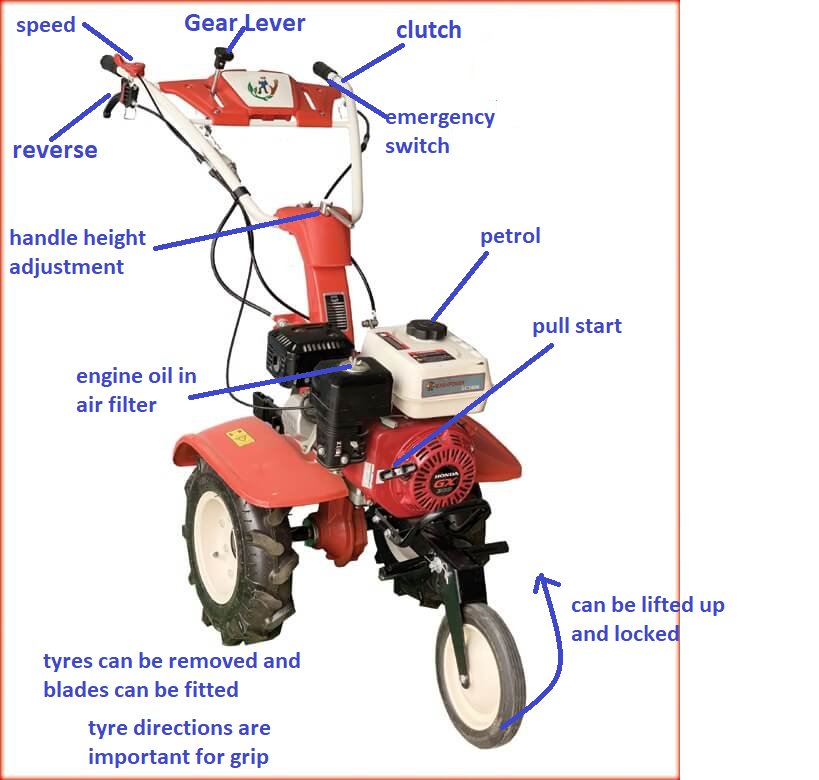 speed
Gear Lever
clutch
emergency
switch
reverse
handle height
adjustment
petrol
pull start
engine oil in
air filter
HONDA
GX
can be lifted up
and locked
tyres can be removed and
blades can be fitted
tyre directions are
important for grip